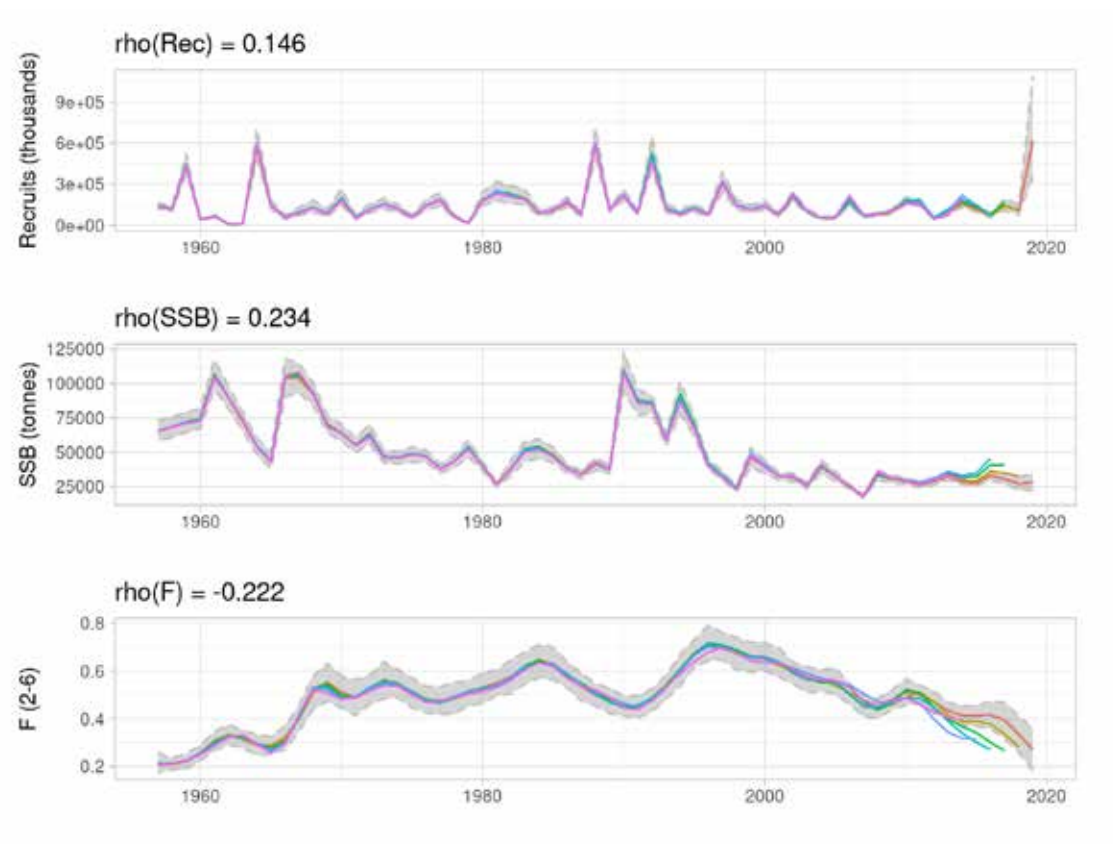 rho(Rec) = 0.146
Recruits (thousands)
9e+05
6e+05
3e+05
0e+00
1960 1980 2000 2020
rho(SSB) = 0.234
SSB (tonnes)
125000
100000
75000
50000
25000
1960 1980 2000 2020
rho(F) = -0.222
F (2-6)
0.8
0.6
0.4
0.2
1960 1980 2000 2020